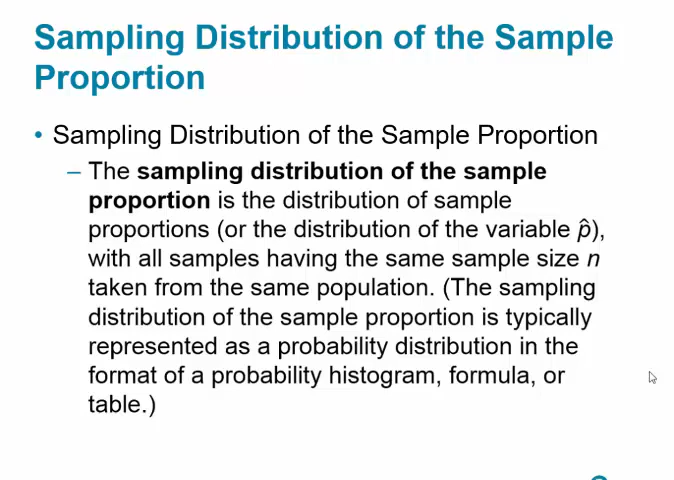 Sampling Distribution of the Sample
Proportion
• Sampling Distribution of the Sample Proportion
– The sampling distribution of the sample
proportion is the distribution of sample
proportions (or the distribution of the variable p̂),
with all samples having the same sample size n
taken from the same population. (The sampling
distribution of the sample proportion is typically
represented as a probability distribution in the
format of a probability histogram, formula, or
table.)